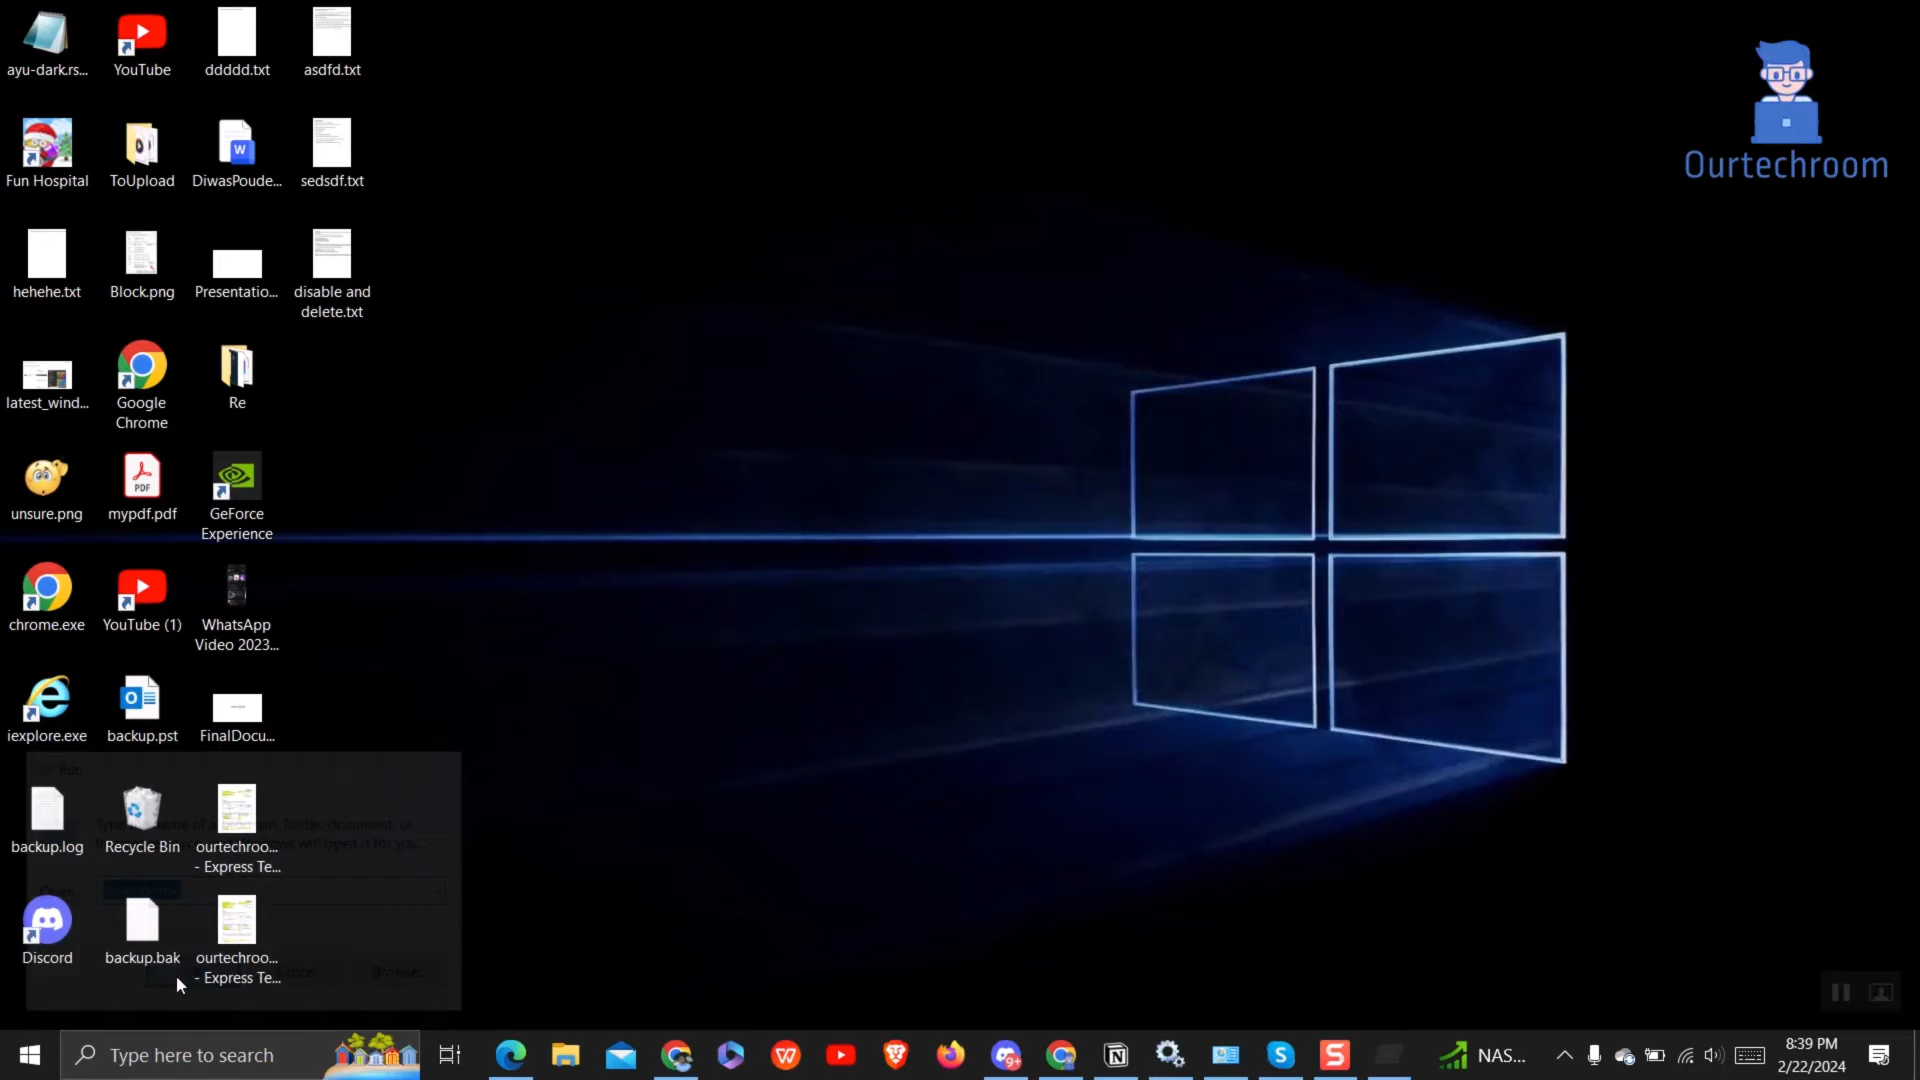 ayu-dark.rs...
YouTube
ddddd.txt
asdfd.txt
Ourtechroom
Fun Hospital
ToUpload
W
DiwasPoude...
sedsdf.txt
hehehe.txt
Block.png
Presentatio...
disable and
delete.txt
latest_wind...
Google
Chrome
Re
unsure.png
PDF
mypdf.pdf
GeForce
Experience
chrome.exe
YouTube (1)
WhatsApp
Video 2023...
iexplore.exe
backup.pst
FinalDocu...
Run
backup.log
Recycle Bin
ourtechroo...
- Express Te...
Discord
backup.bak
ourtechroo...
- Express Te...
Type here to search
9+
NAS...
8:39 PM
2/22/2024